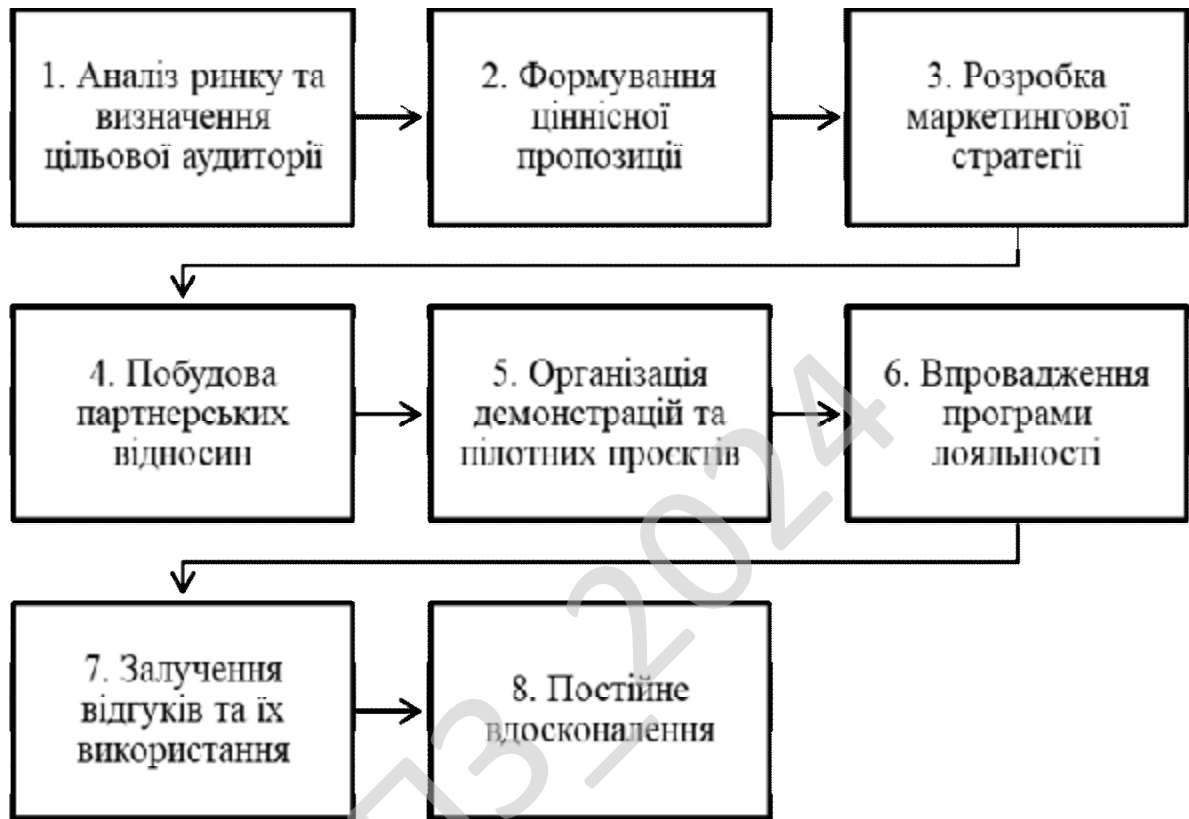 1. Аналіз ринку та
визначення
цільової аудиторії
2. Формування
ціннісної
пропозиції
3. Розробка
маркетингової
стратегії
4. Побудова
партнерських
відносин
5. Організація
демонстрацій та
пілотних проєктів
6. Впровадження
програми
лояльності
7. Залучення
відгуків та їх
використання
8. Постійне
вдосконалення
ПЗ_2024